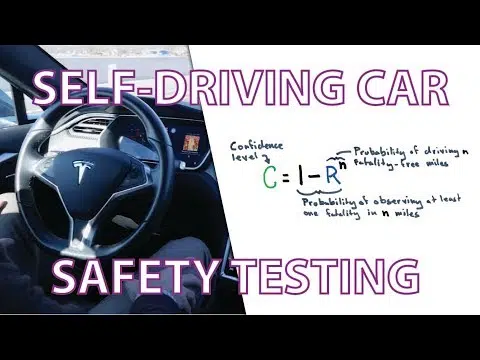 SELF-DRIVING CAR
Confidence
level
Probability of driving n
fatality-free miles
C = 1 - Rⁿ
Probability of observing at least
one fatality in n miles
SAFETY TESTING